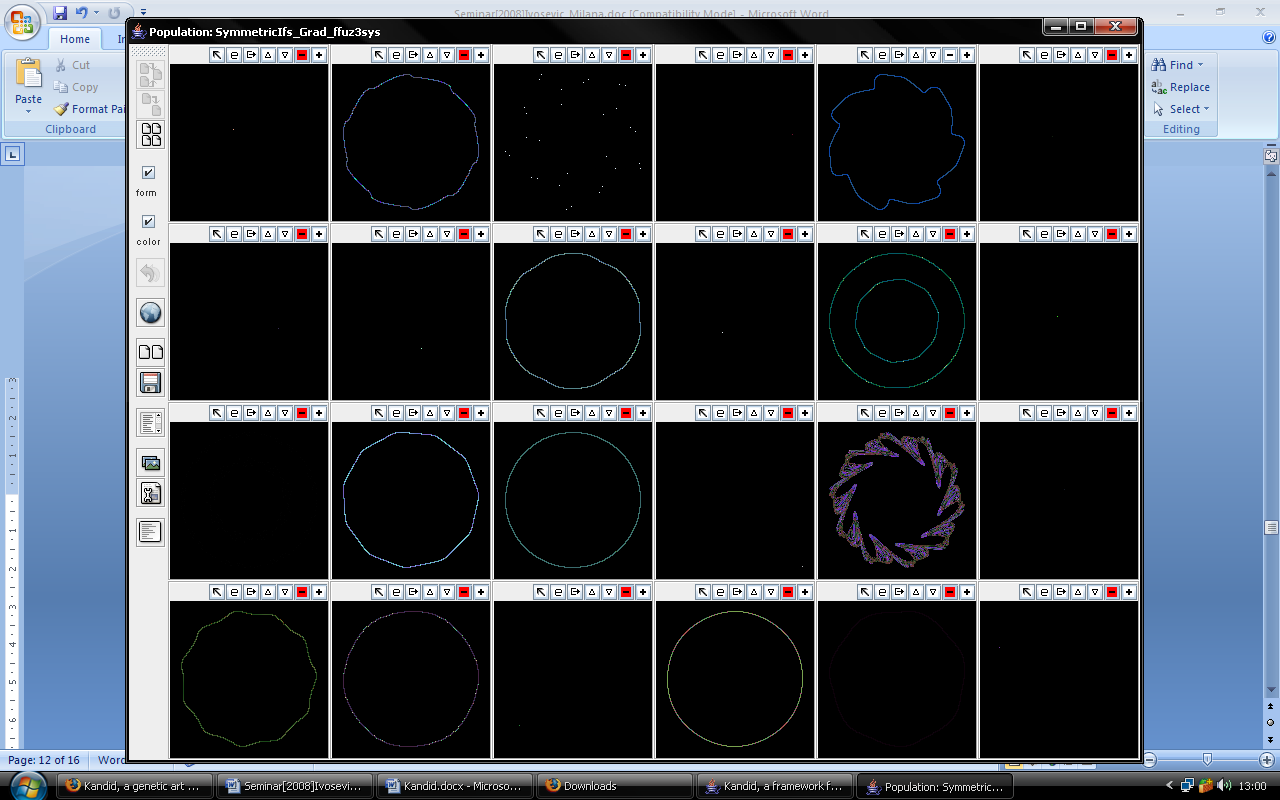 Seminar[2008]Ivosevic_Milana.doc [Compatibility Mode] - Microsoft Word
Home
Cut
Copy
Format Pai
Paste
Clipboard
Find
Replace
Select
Editing
Population: SymmetricIfs_Grad_ffuz3sys
form
color
Page: 12 of 16
Word
Kandid, a genetic art ...
Seminar[2008]Ivosevi...
Kandid.docx - Microso...
Downloads
Kandid, a framework f...
Population: Symmetric...
13:00